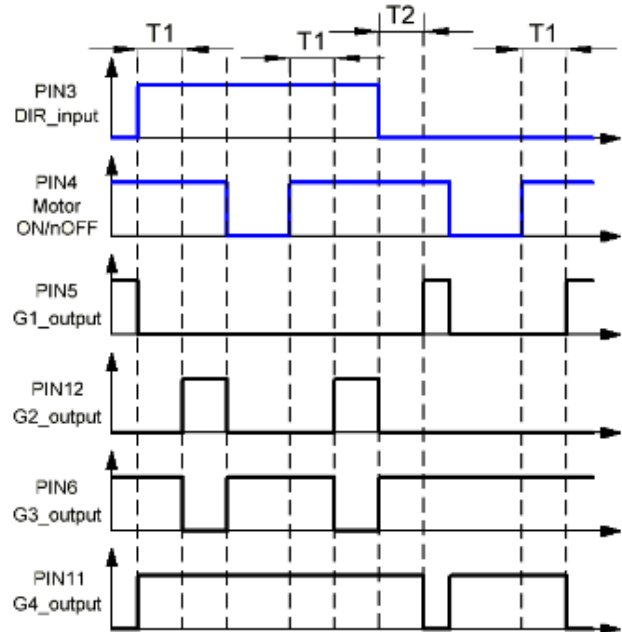 T1
T1
T2
T1
PIN3
DIR_input
PIN4
Motor
ON/nOFF
PIN5
G1_output
PIN12
G2_output
PIN6
G3_output
PIN11
G4_output